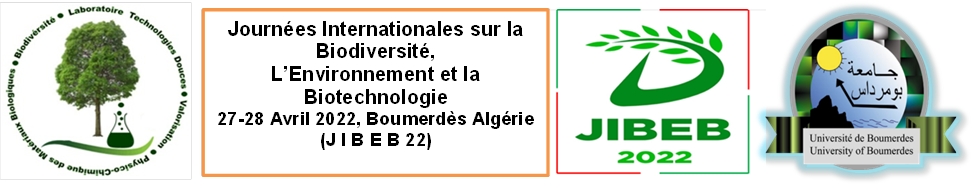 Laboratoire Technologies Douces • Valorisation • Physico-Chimique des Matériaux Biologiques • Biodiversité •
Journées Internationales sur la
Biodiversité,
L’Environnement et la
Biotechnologie
27-28 Avril 2022, Boumerdès Algérie
(J I B E B 22)
JIBEB
2022
جامعة
بومرداس
Université de Boumerdes
University of Boumerdes